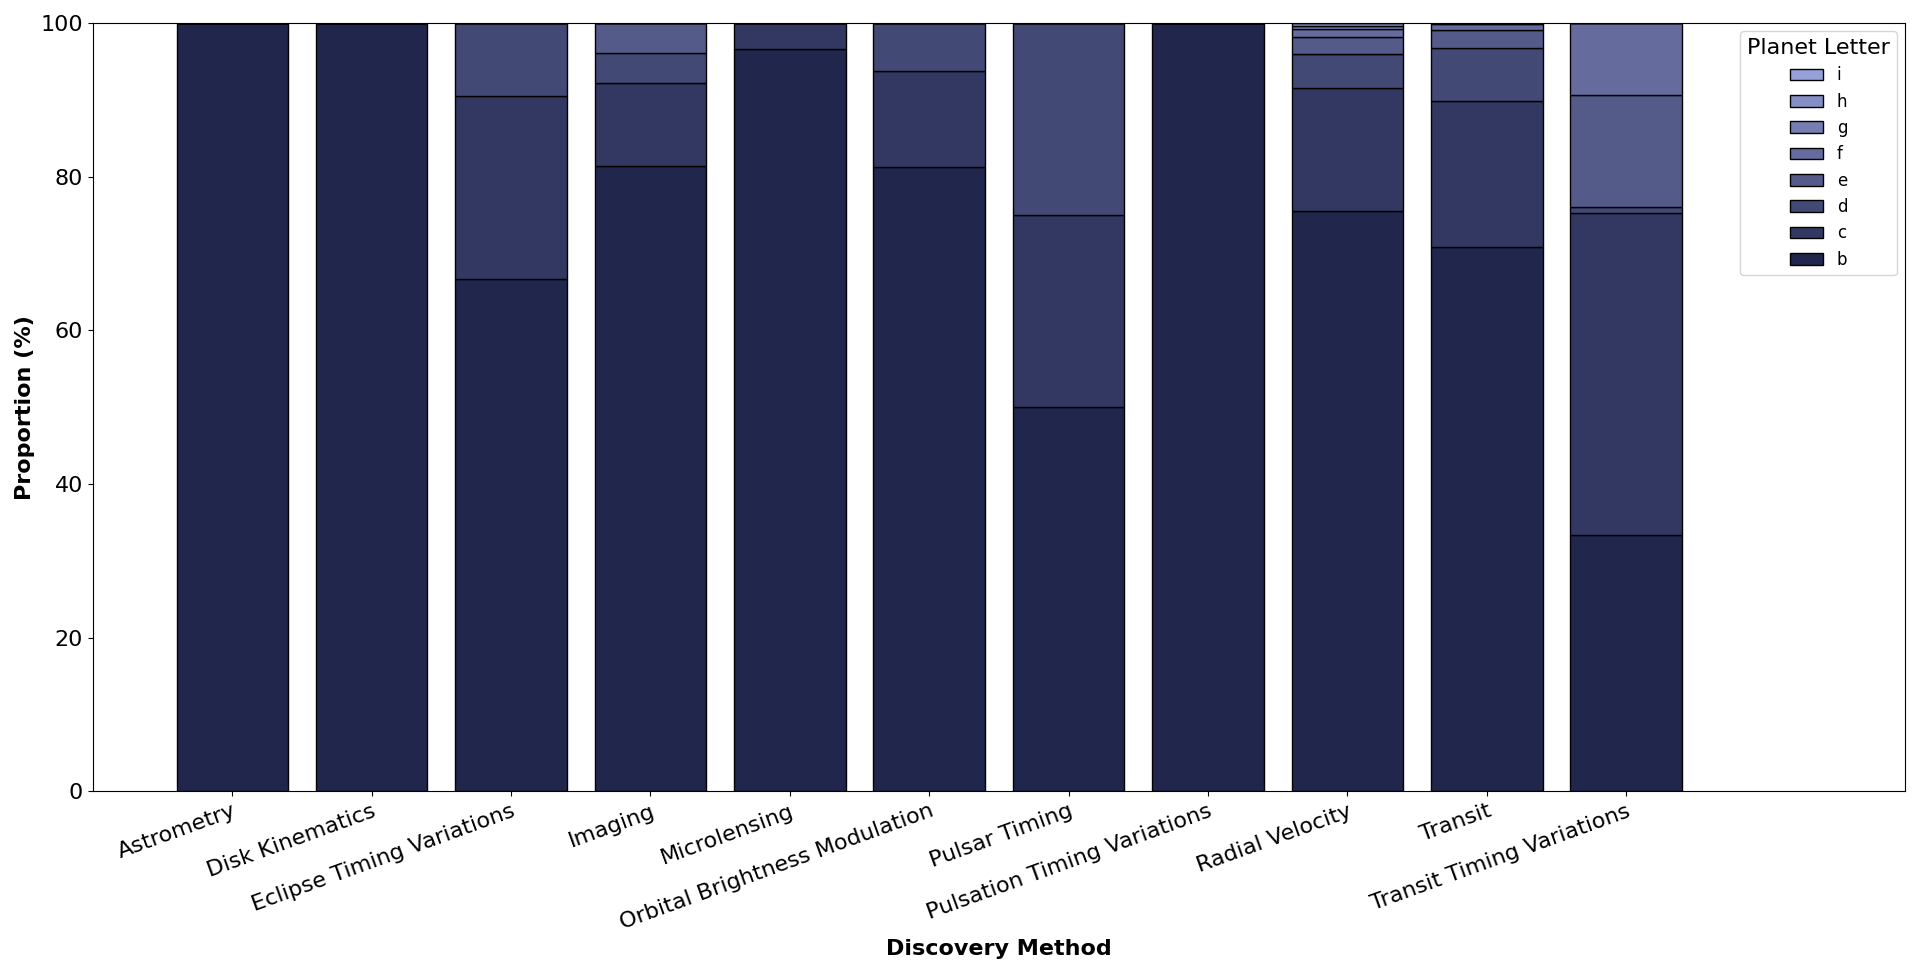 100
80
60
40
20
0
Proportion (%)
Planet Letter
i
h
g
f
e
d
c
b
Astrometry
Disk Kinematics
Eclipse Timing Variations
Imaging
Microlensing
Orbital Brightness Modulation
Pulsar Timing
Pulsation Timing Variations
Radial Velocity
Transit
Transit Timing Variations
Discovery Method